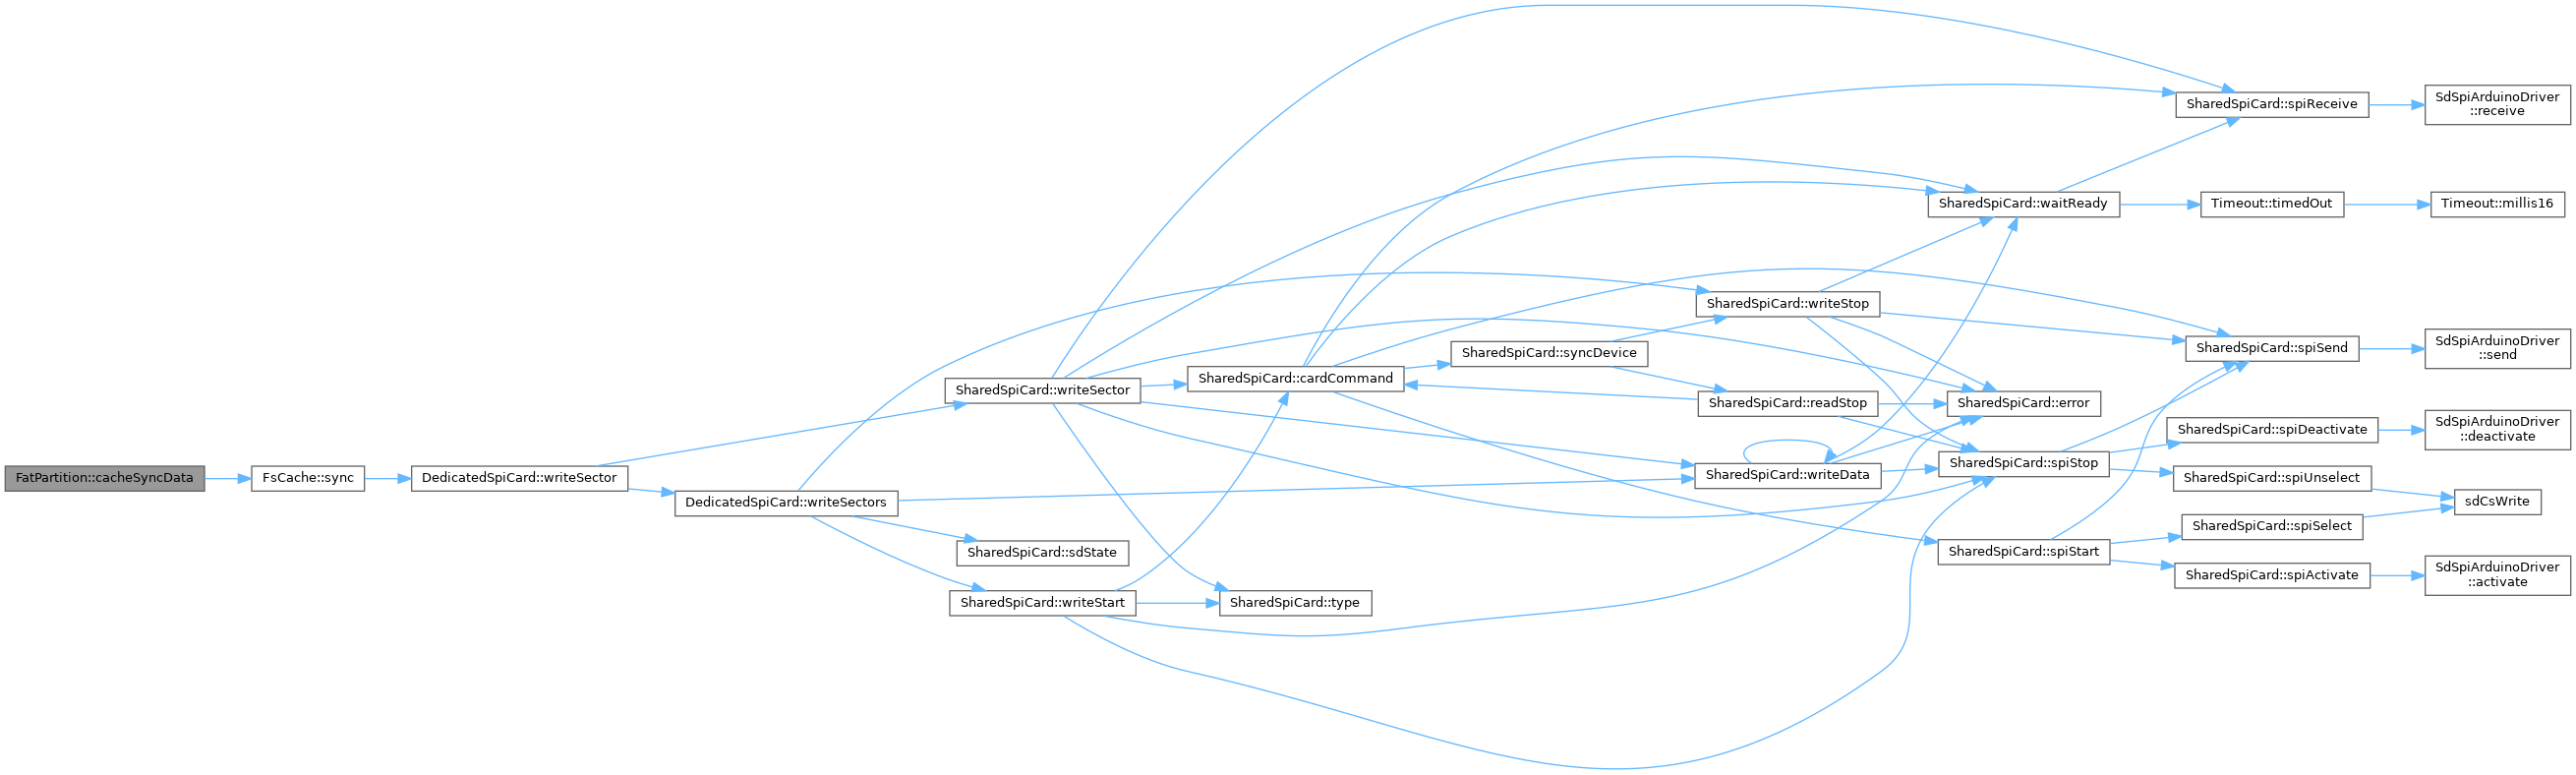 FatPartition::cacheSyncData
FsCache::sync
DedicatedSpiCard::writeSector
SharedSpiCard::writeSector
DedicatedSpiCard::writeSectors
SharedSpiCard::sdState
SharedSpiCard::writeStart
SharedSpiCard::cardCommand
SharedSpiCard::type
SharedSpiCard::syncDevice
SharedSpiCard::writeStop
SharedSpiCard::readStop
SharedSpiCard::writeData
SharedSpiCard::waitReady
SharedSpiCard::error
SharedSpiCard::spiStop
SharedSpiCard::spiStart
SharedSpiCard::spiReceive
Timeout::timedOut
SharedSpiCard::spiSend
SharedSpiCard::spiDeactivate
SharedSpiCard::spiUnselect
SharedSpiCard::spiSelect
SharedSpiCard::spiActivate
SdSpiArduinoDriver
::receive
Timeout::millis16
SdSpiArduinoDriver
::send
SdSpiArduinoDriver
::deactivate
sdCsWrite
SdSpiArduinoDriver
::activate